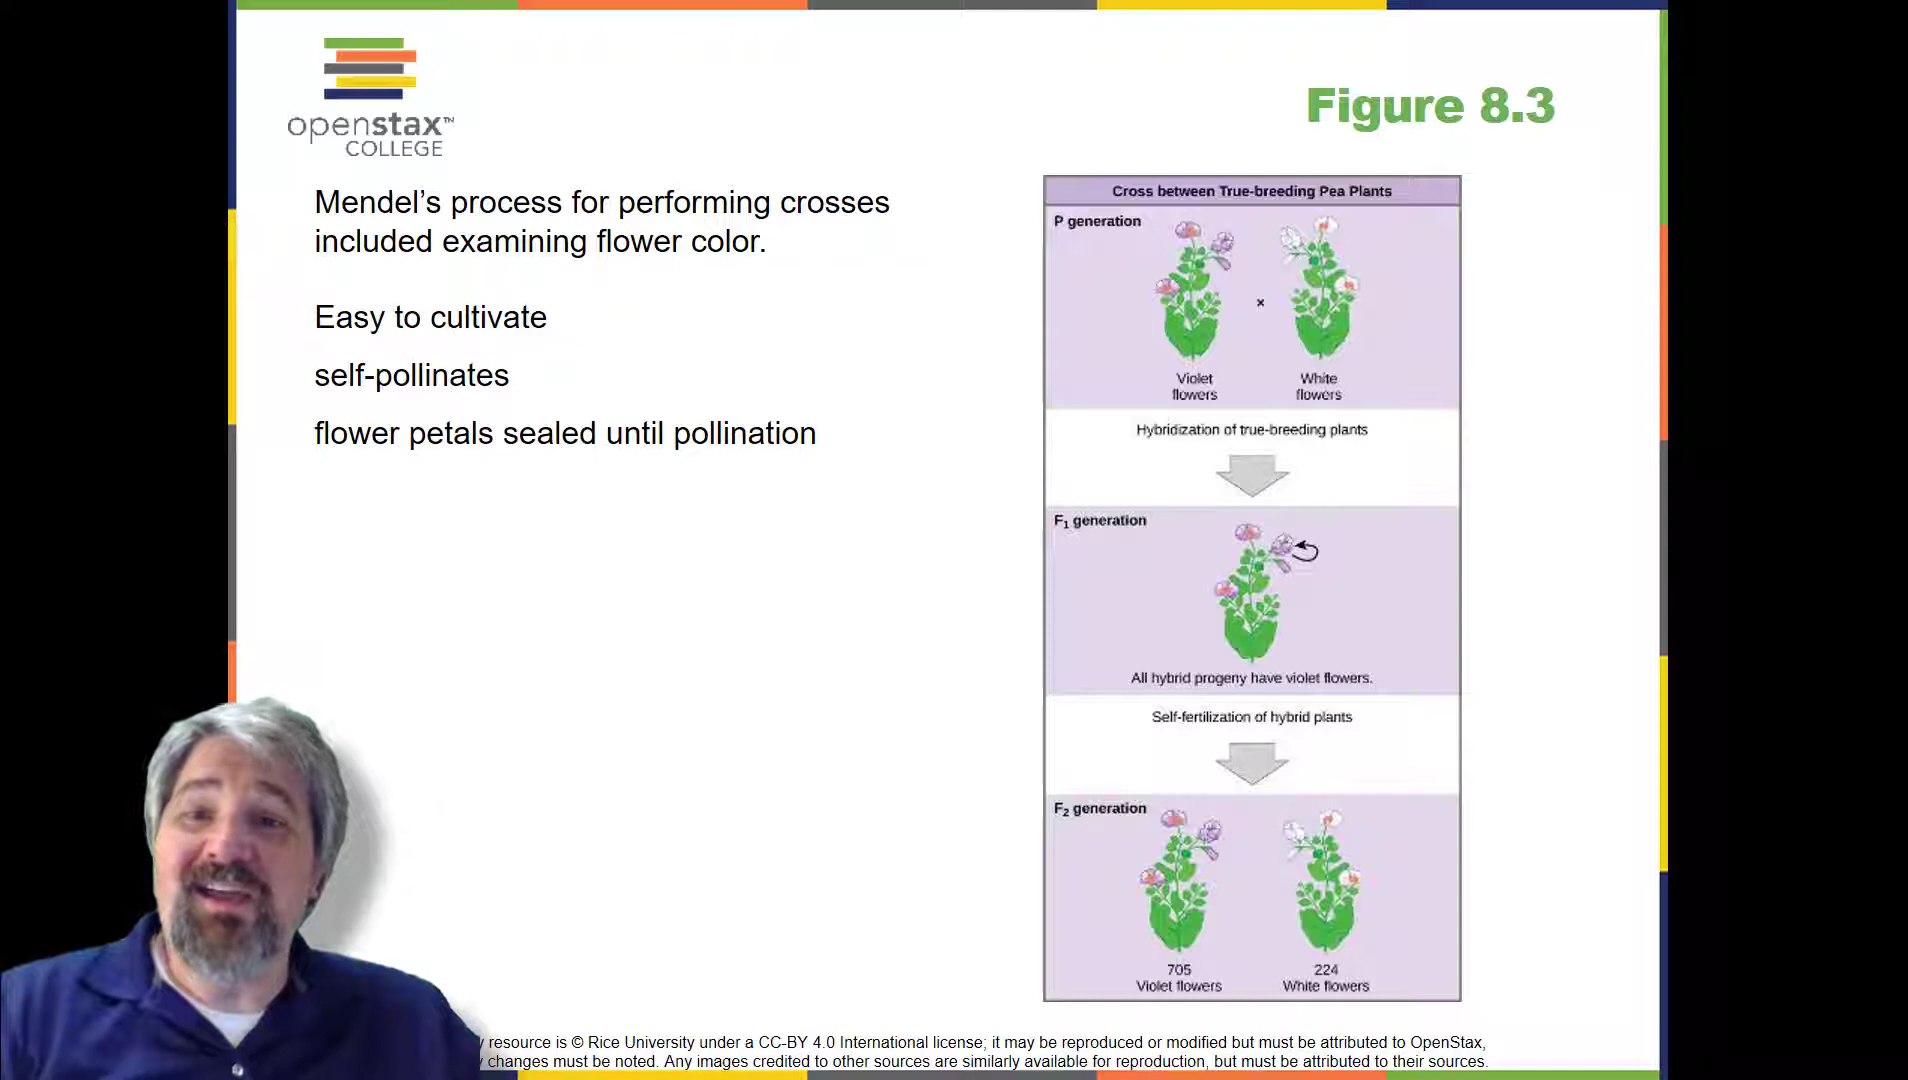 openstax™
COLLEGE
Figure 8.3
Mendel’s process for performing crosses
included examining flower color.
Easy to cultivate
self-pollinates
flower petals sealed until pollination
Cross between True-breeding Pea Plants
P generation
×
Violet
flowers
White
flowers
Hybridization of true-breeding plants
F₁ generation
All hybrid progeny have violet flowers.
Self-fertilization of hybrid plants
F₂ generation
705
Violet flowers
224
White flowers
resource is © Rice University under a CC-BY 4.0 International license; it may be reproduced or modified but must be attributed to OpenStax,
changes must be noted. Any images credited to other sources are similarly available for reproduction, but must be attributed to their sources.